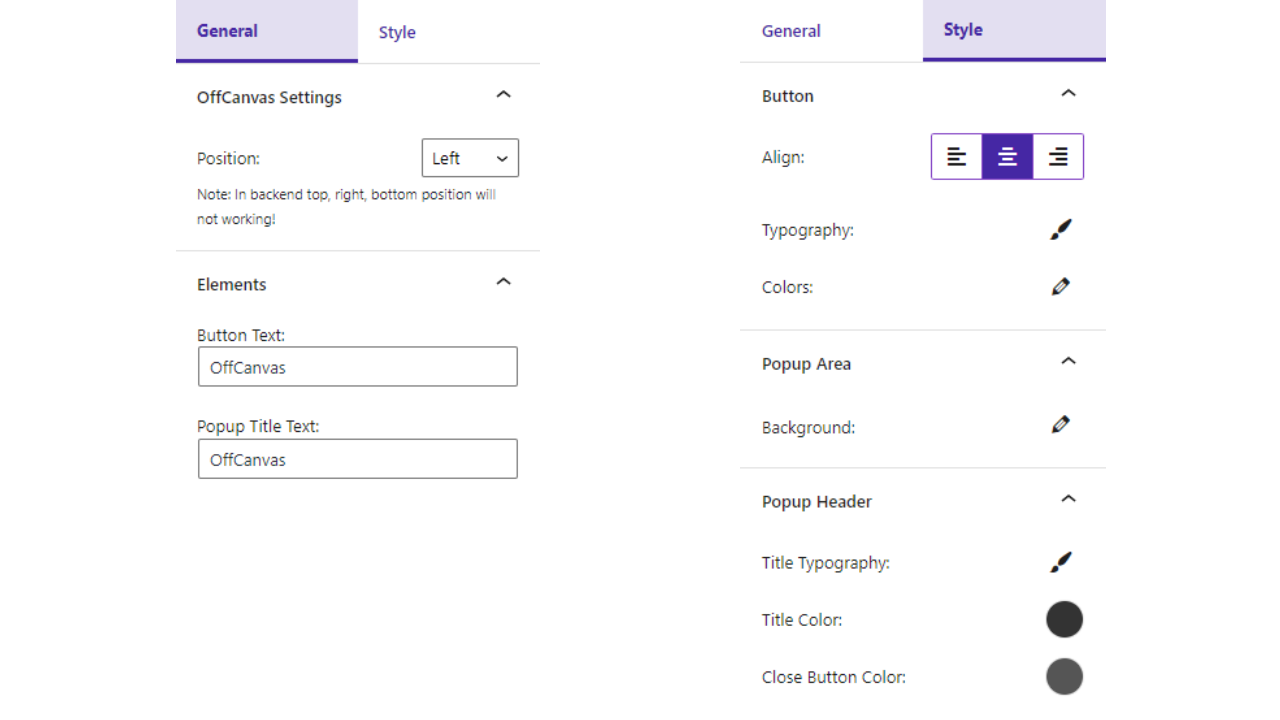 General
Style
OffCanvas Settings
Position:
Left
Note: In backend top, right, bottom position will
not working!
Elements
Button Text:
OffCanvas
Popup Title Text:
OffCanvas
General
Style
Button
Align:
Typography:
Colors:
Popup Area
Background:
Popup Header
Title Typography:
Title Color:
Close Button Color: